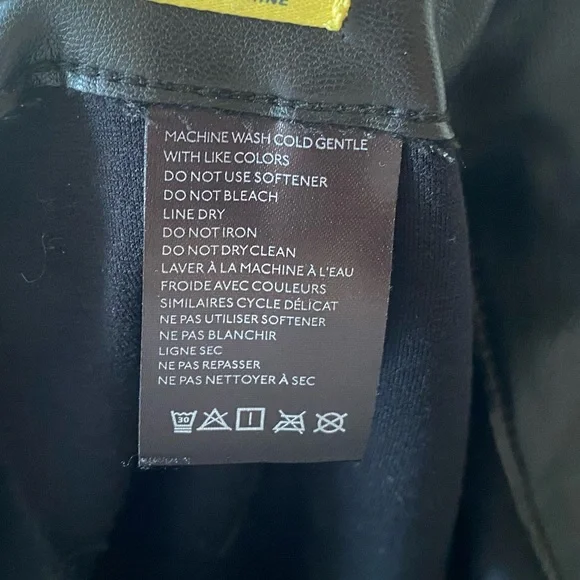 MACHINE WASH COLD GENTLE
WITH LIKE COLORS
DO NOT USE SOFTENER
DO NOT BLEACH
LINE DRY
DO NOT IRON
DO NOT DRY CLEAN
LAVER À LA MACHINE À L'EAU
FROIDE AVEC COULEURS
SIMILAIRES CYCLE DÉLICAT
NE PAS UTILISER SOFTENER
NE PAS BLANCHIR
LIGNE SEC
NE PAS REPASSER
NE PAS NETTOYER À SEC
30